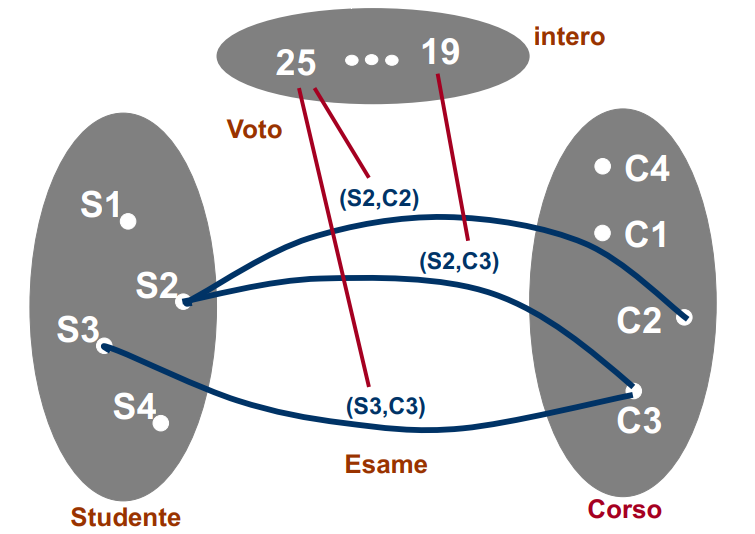 25 ... 19
intero
Voto
S1
S2
S3
S4
Studente
(S2,C2)
(S2,C3)
(S3,C3)
Esame
C4
C1
C2
C3
Corso